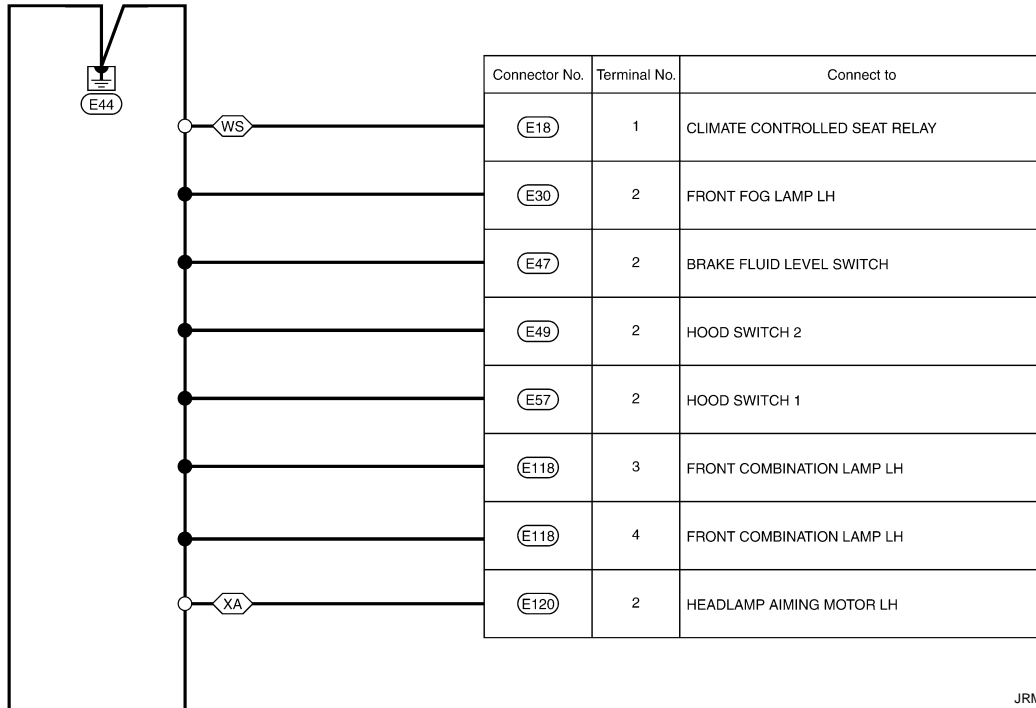 E44
Connector No. Terminal No. Connect to
WS E18 1 CLIMATE CONTROLLED SEAT RELAY
E30 2 FRONT FOG LAMP LH
E47 2 BRAKE FLUID LEVEL SWITCH
E49 2 HOOD SWITCH 2
E57 2 HOOD SWITCH 1
E118 3 FRONT COMBINATION LAMP LH
E118 4 FRONT COMBINATION LAMP LH
XA E120 2 HEADLAMP AIMING MOTOR LH
JRM